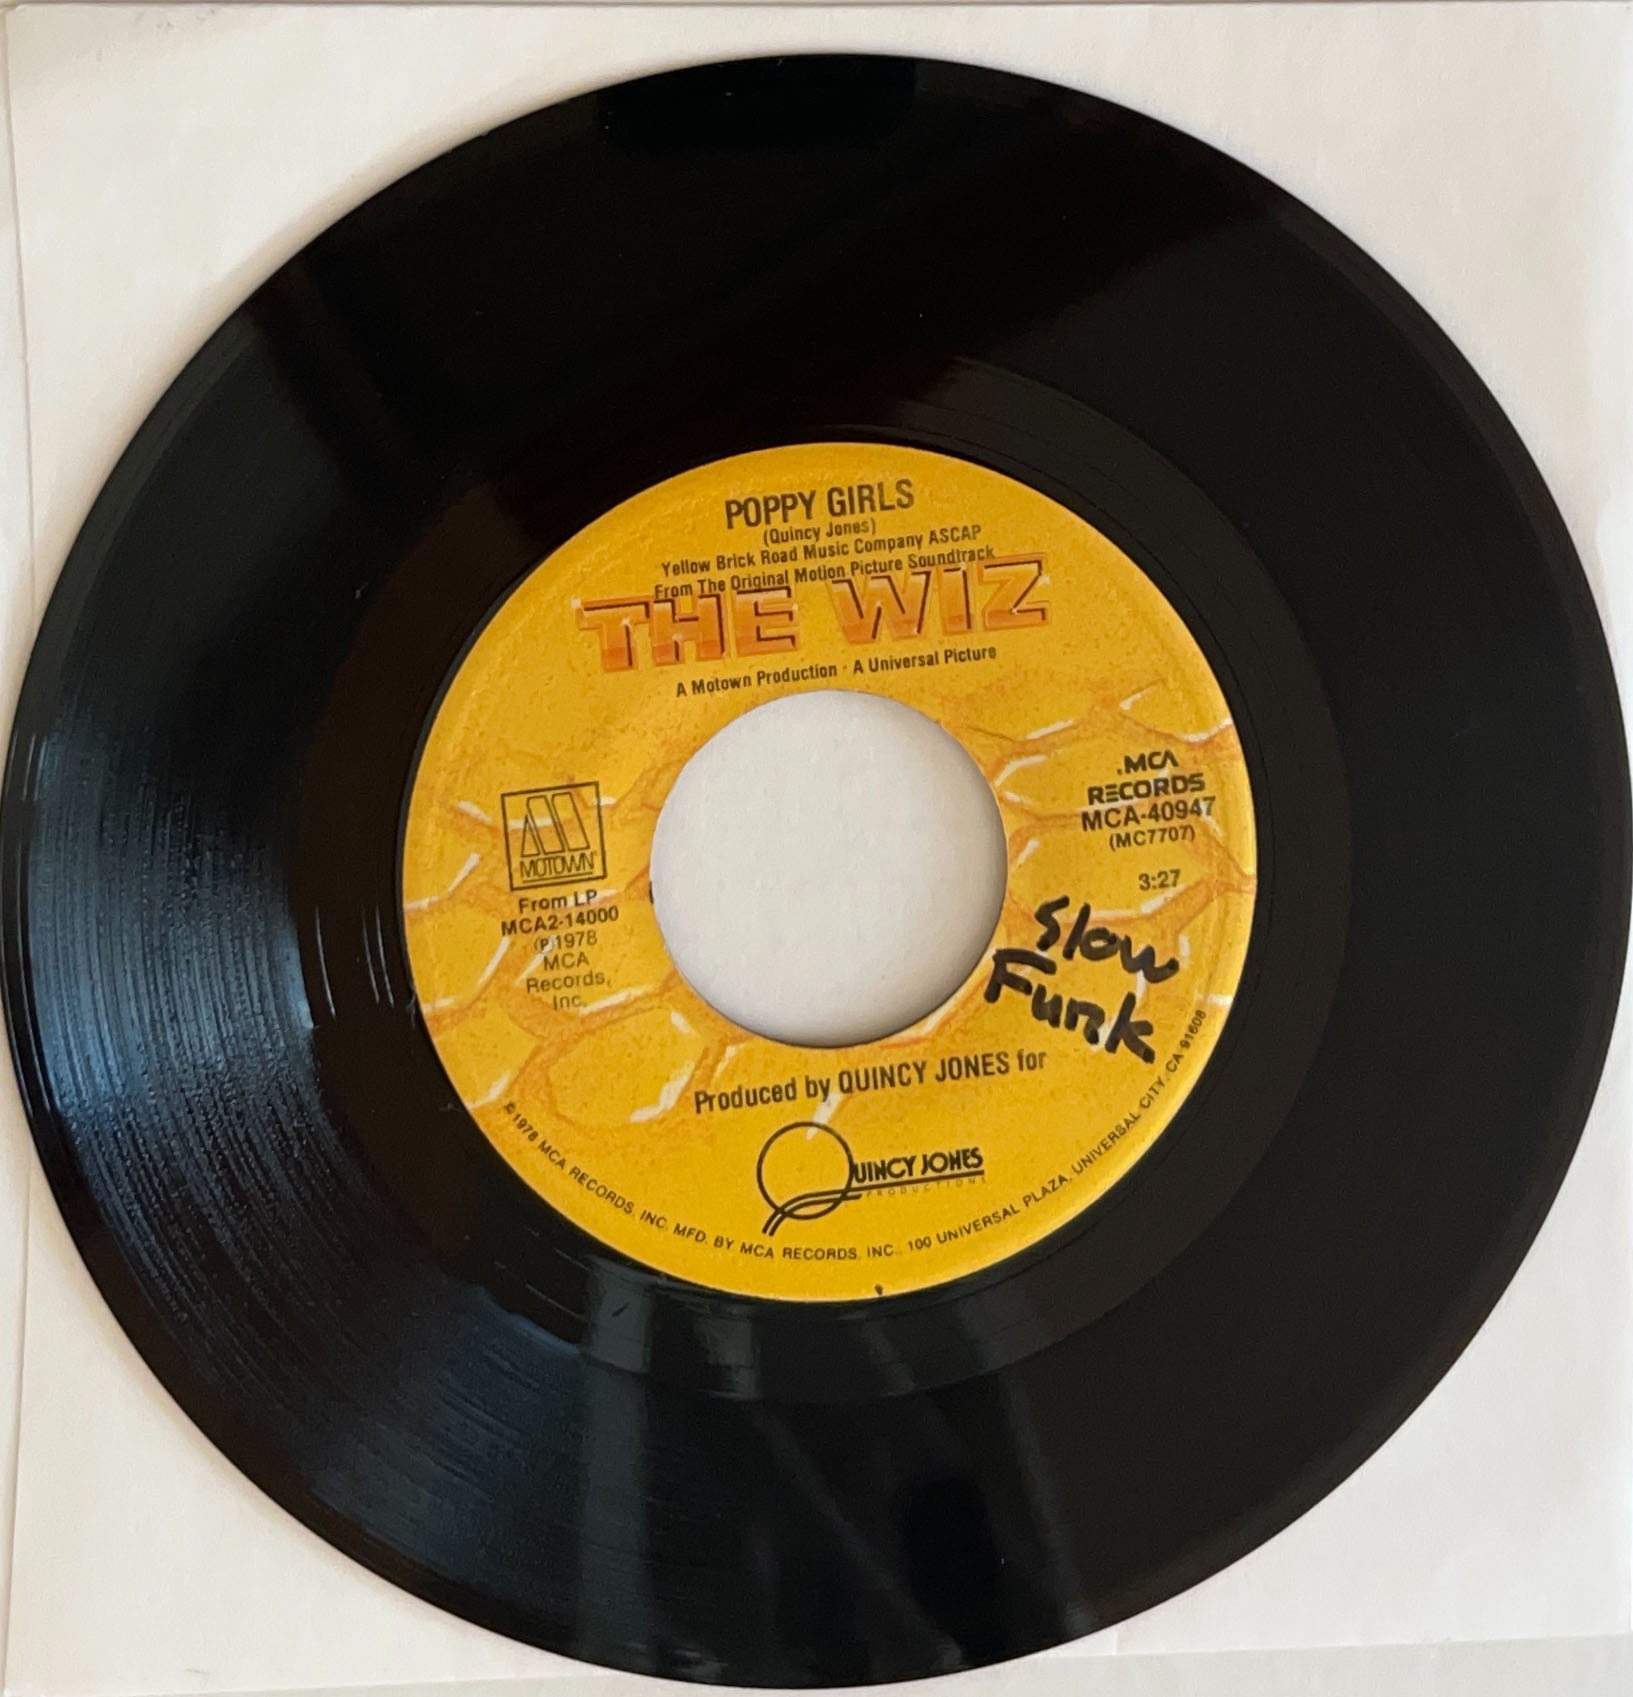 POPPY GIRLS
(Quincy Jones)
Yellow Brick Road Music Company ASCAP
From The Original Motion Picture Soundtrack
THE WIZ
A Motown Production · A Universal Picture
MOTOWN
From LP
MCA2-14000
Ⓟ1978
MCA
Records,
Inc.
MCA
RECORDS
MCA-40947
(MC7707)
3:27
Slow
Funk
Produced by QUINCY JONES for
QUINCY JONES
PRODUCTIONS
©1978 MCA RECORDS, INC. MFD. BY MCA RECORDS, INC., 100 UNIVERSAL PLAZA, UNIVERSAL CITY, CA 91608